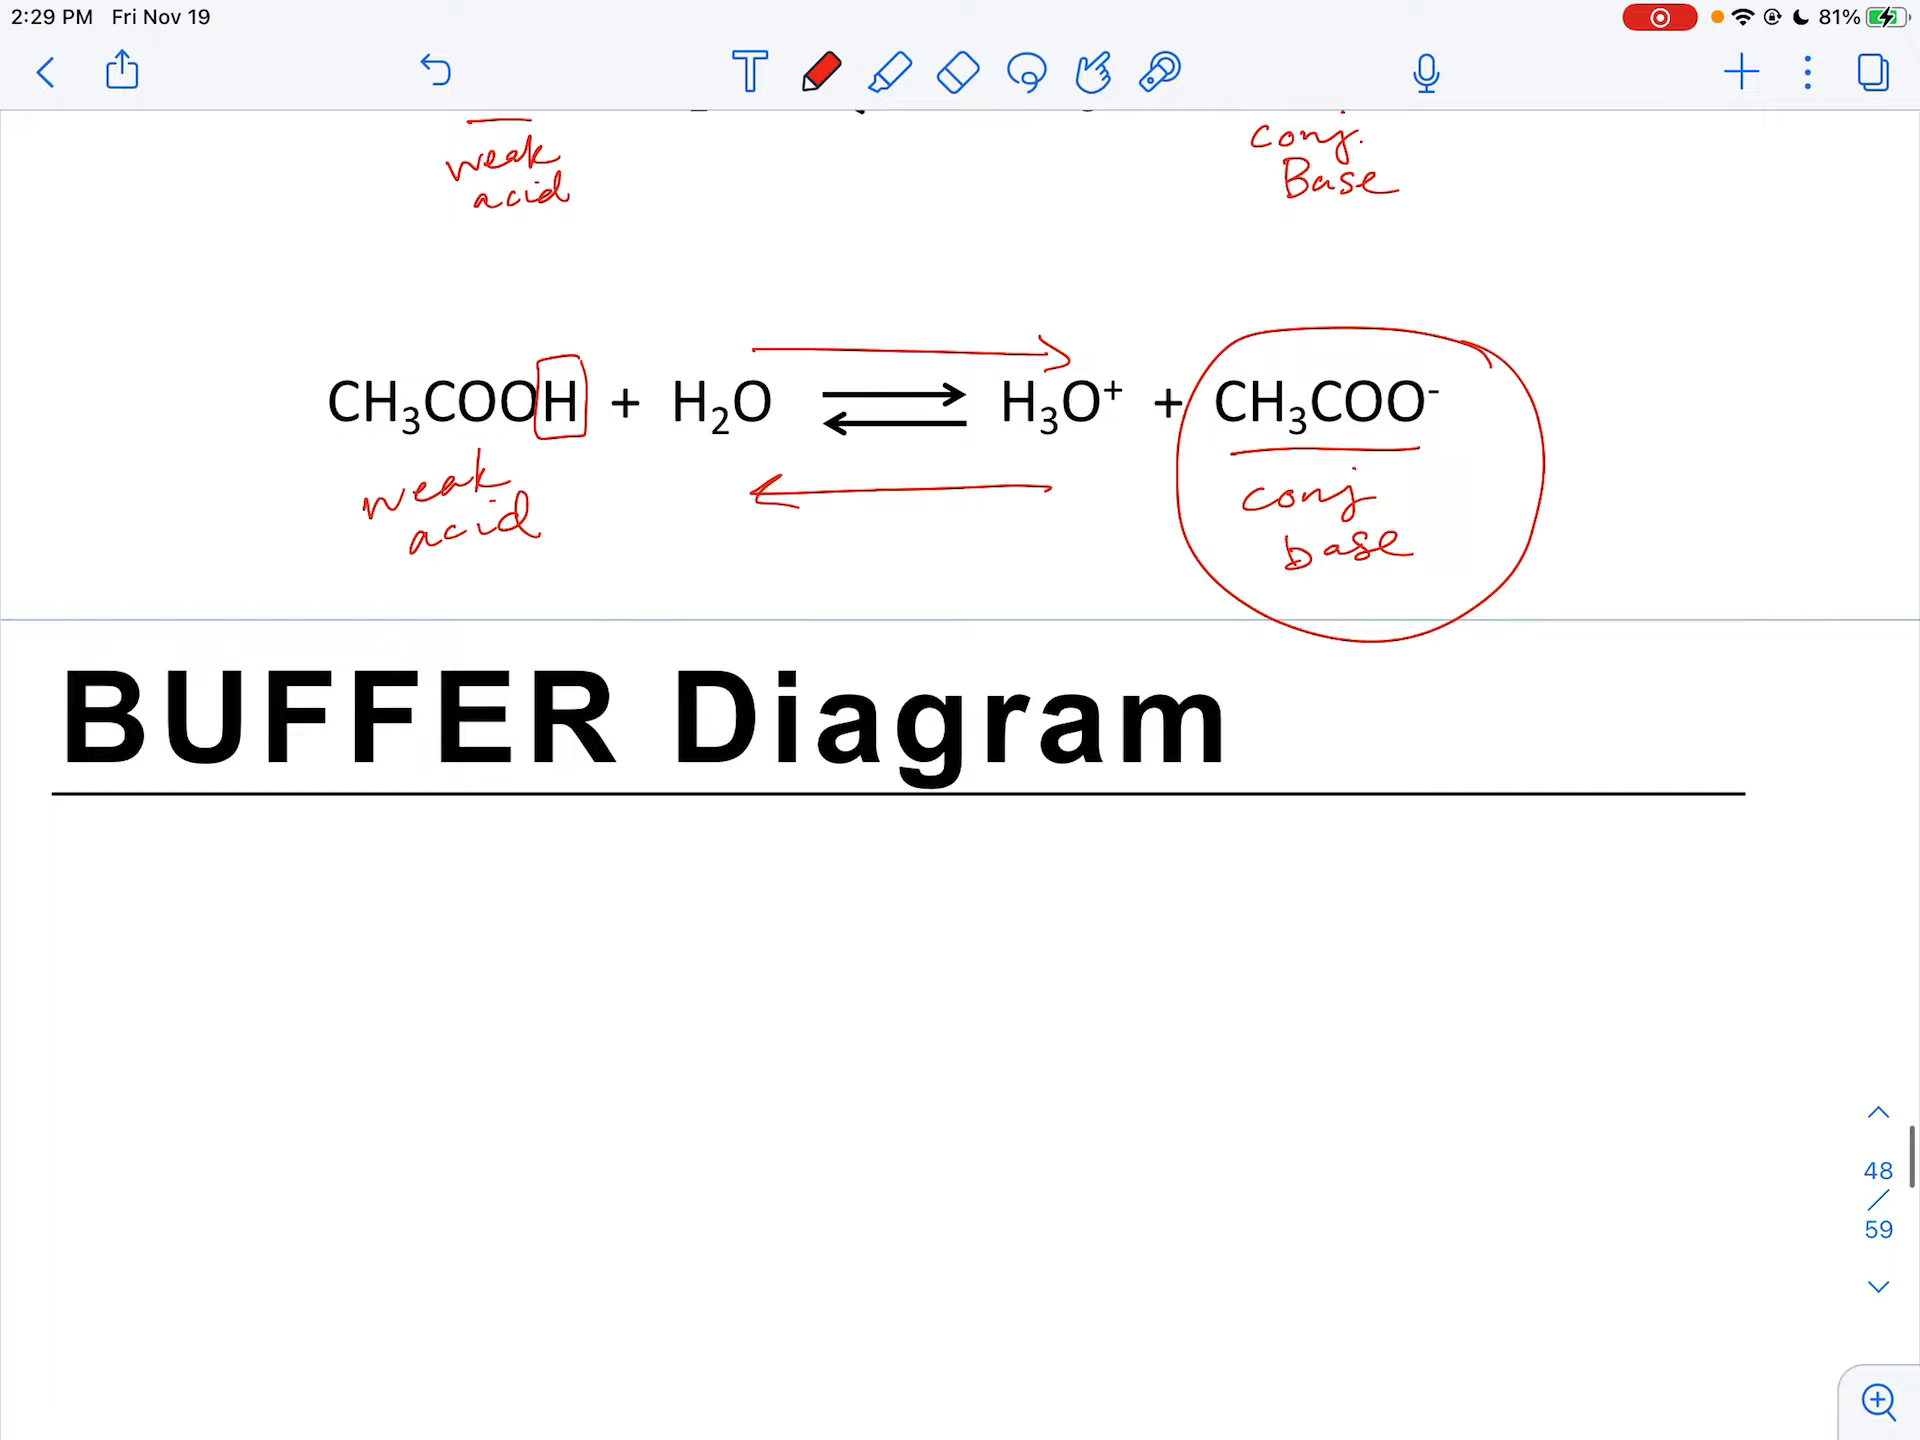 2:29 PM Fri Nov 19
81%
weak
acid
conj.
Base
CH₃COOH + H₂O ⇌ H₃O⁺ + CH₃COO⁻
weak
acid
conj
base
BUFFER Diagram
48
/
59